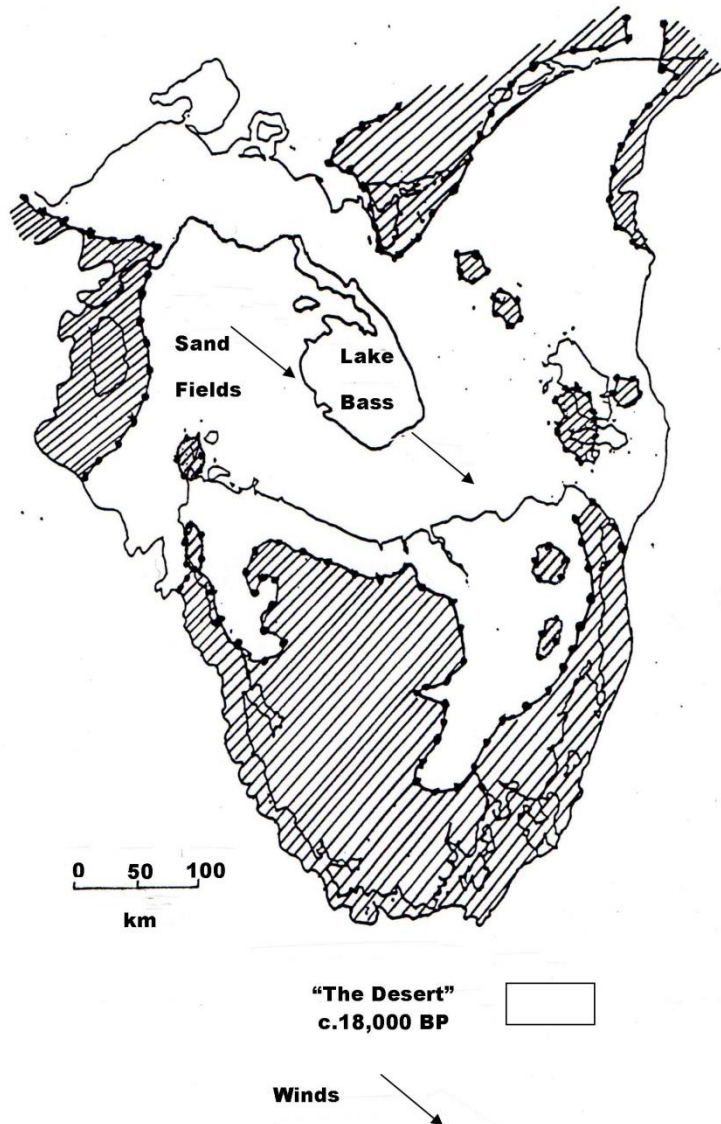 Sand
Fields
Lake
Bass
0 50 100
km
“The Desert”
c.18,000 BP
Winds